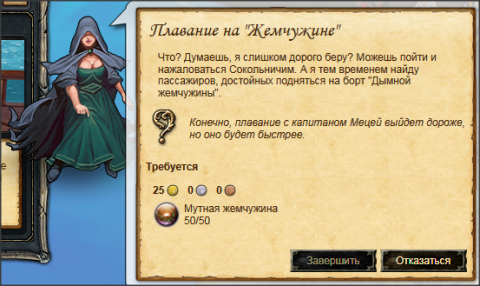 Плавание на "Жемчужине"
Что? Думаешь, я слишком дорого беру? Можешь пойти и
нажаловаться Сокольничим. А я тем временем найду
пассажиров, достойных подняться на борт "Дымной
жемчужины".
Конечно, плавание с капитаном Мецей выйдет дороже,
но оно будет быстрее.
Требуется
25 0 0
Мутная жемчужина
50/50
Завершить Отказаться